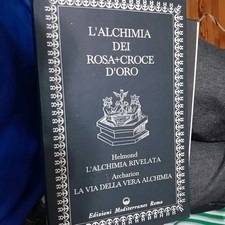 L'ALCHIMIA
DEI
ROSA+CROCE
D'ORO
Helmond
L'ALCHIMIA RIVELATA
Archarion
LA VIA DELLA VERA ALCHIMIA
Edizioni Mediterranee Roma